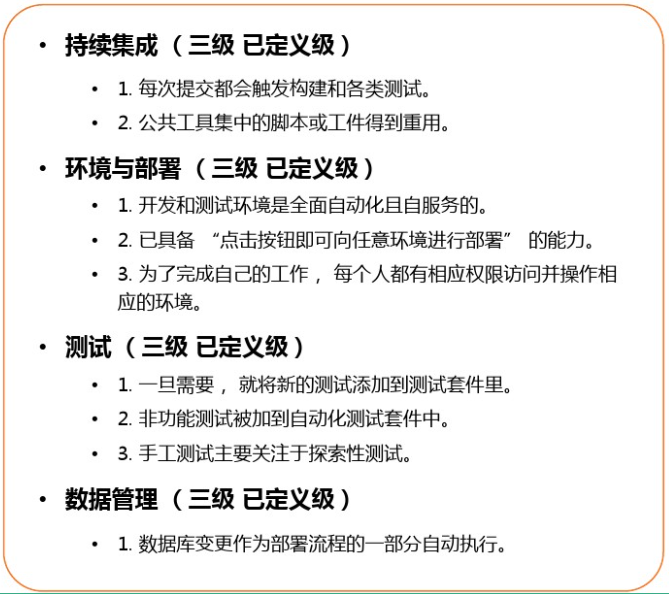 • 持续集成 （ 三级 已定义级 ）
• 1. 每次提交都会触发构建和各类测试。
• 2. 公共工具集中的脚本或工件得到重用。
• 环境与部署 （ 三级 已定义级 ）
• 1. 开发和测试环境是全面自动化且自服务的。
• 2. 已具备 “点击按钮即可向任意环境进行部署” 的能力。
• 3. 为了完成自己的工作 ，每个人都有相应权限访问并操作相
应的环境。
• 测试 （ 三级 已定义级 ）
• 1. 一旦需要 ，就将新的测试添加到测试套件里。
• 2. 非功能测试被加到自动化测试套件中。
• 3. 手工测试主要关注于探索性测试。
• 数据管理 （ 三级 已定义级 ）
• 1. 数据库变更作为部署流程的一部分自动执行。